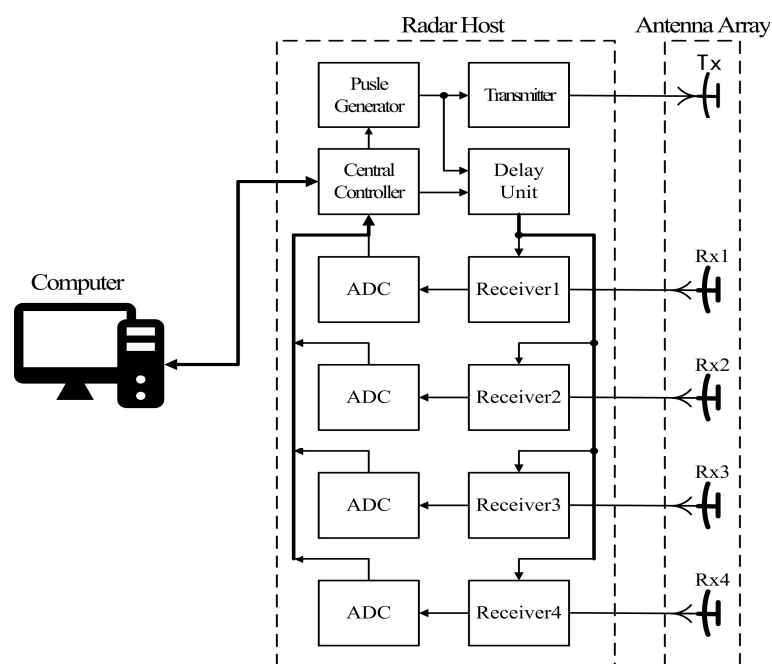 Radar Host
Antenna Array
Pusle
Generator
Transmitter
Tx
Central
Controller
Delay
Unit
Computer
ADC
Receiver1
Rx1
ADC
Receiver2
Rx2
ADC
Receiver3
Rx3
ADC
Receiver4
Rx4